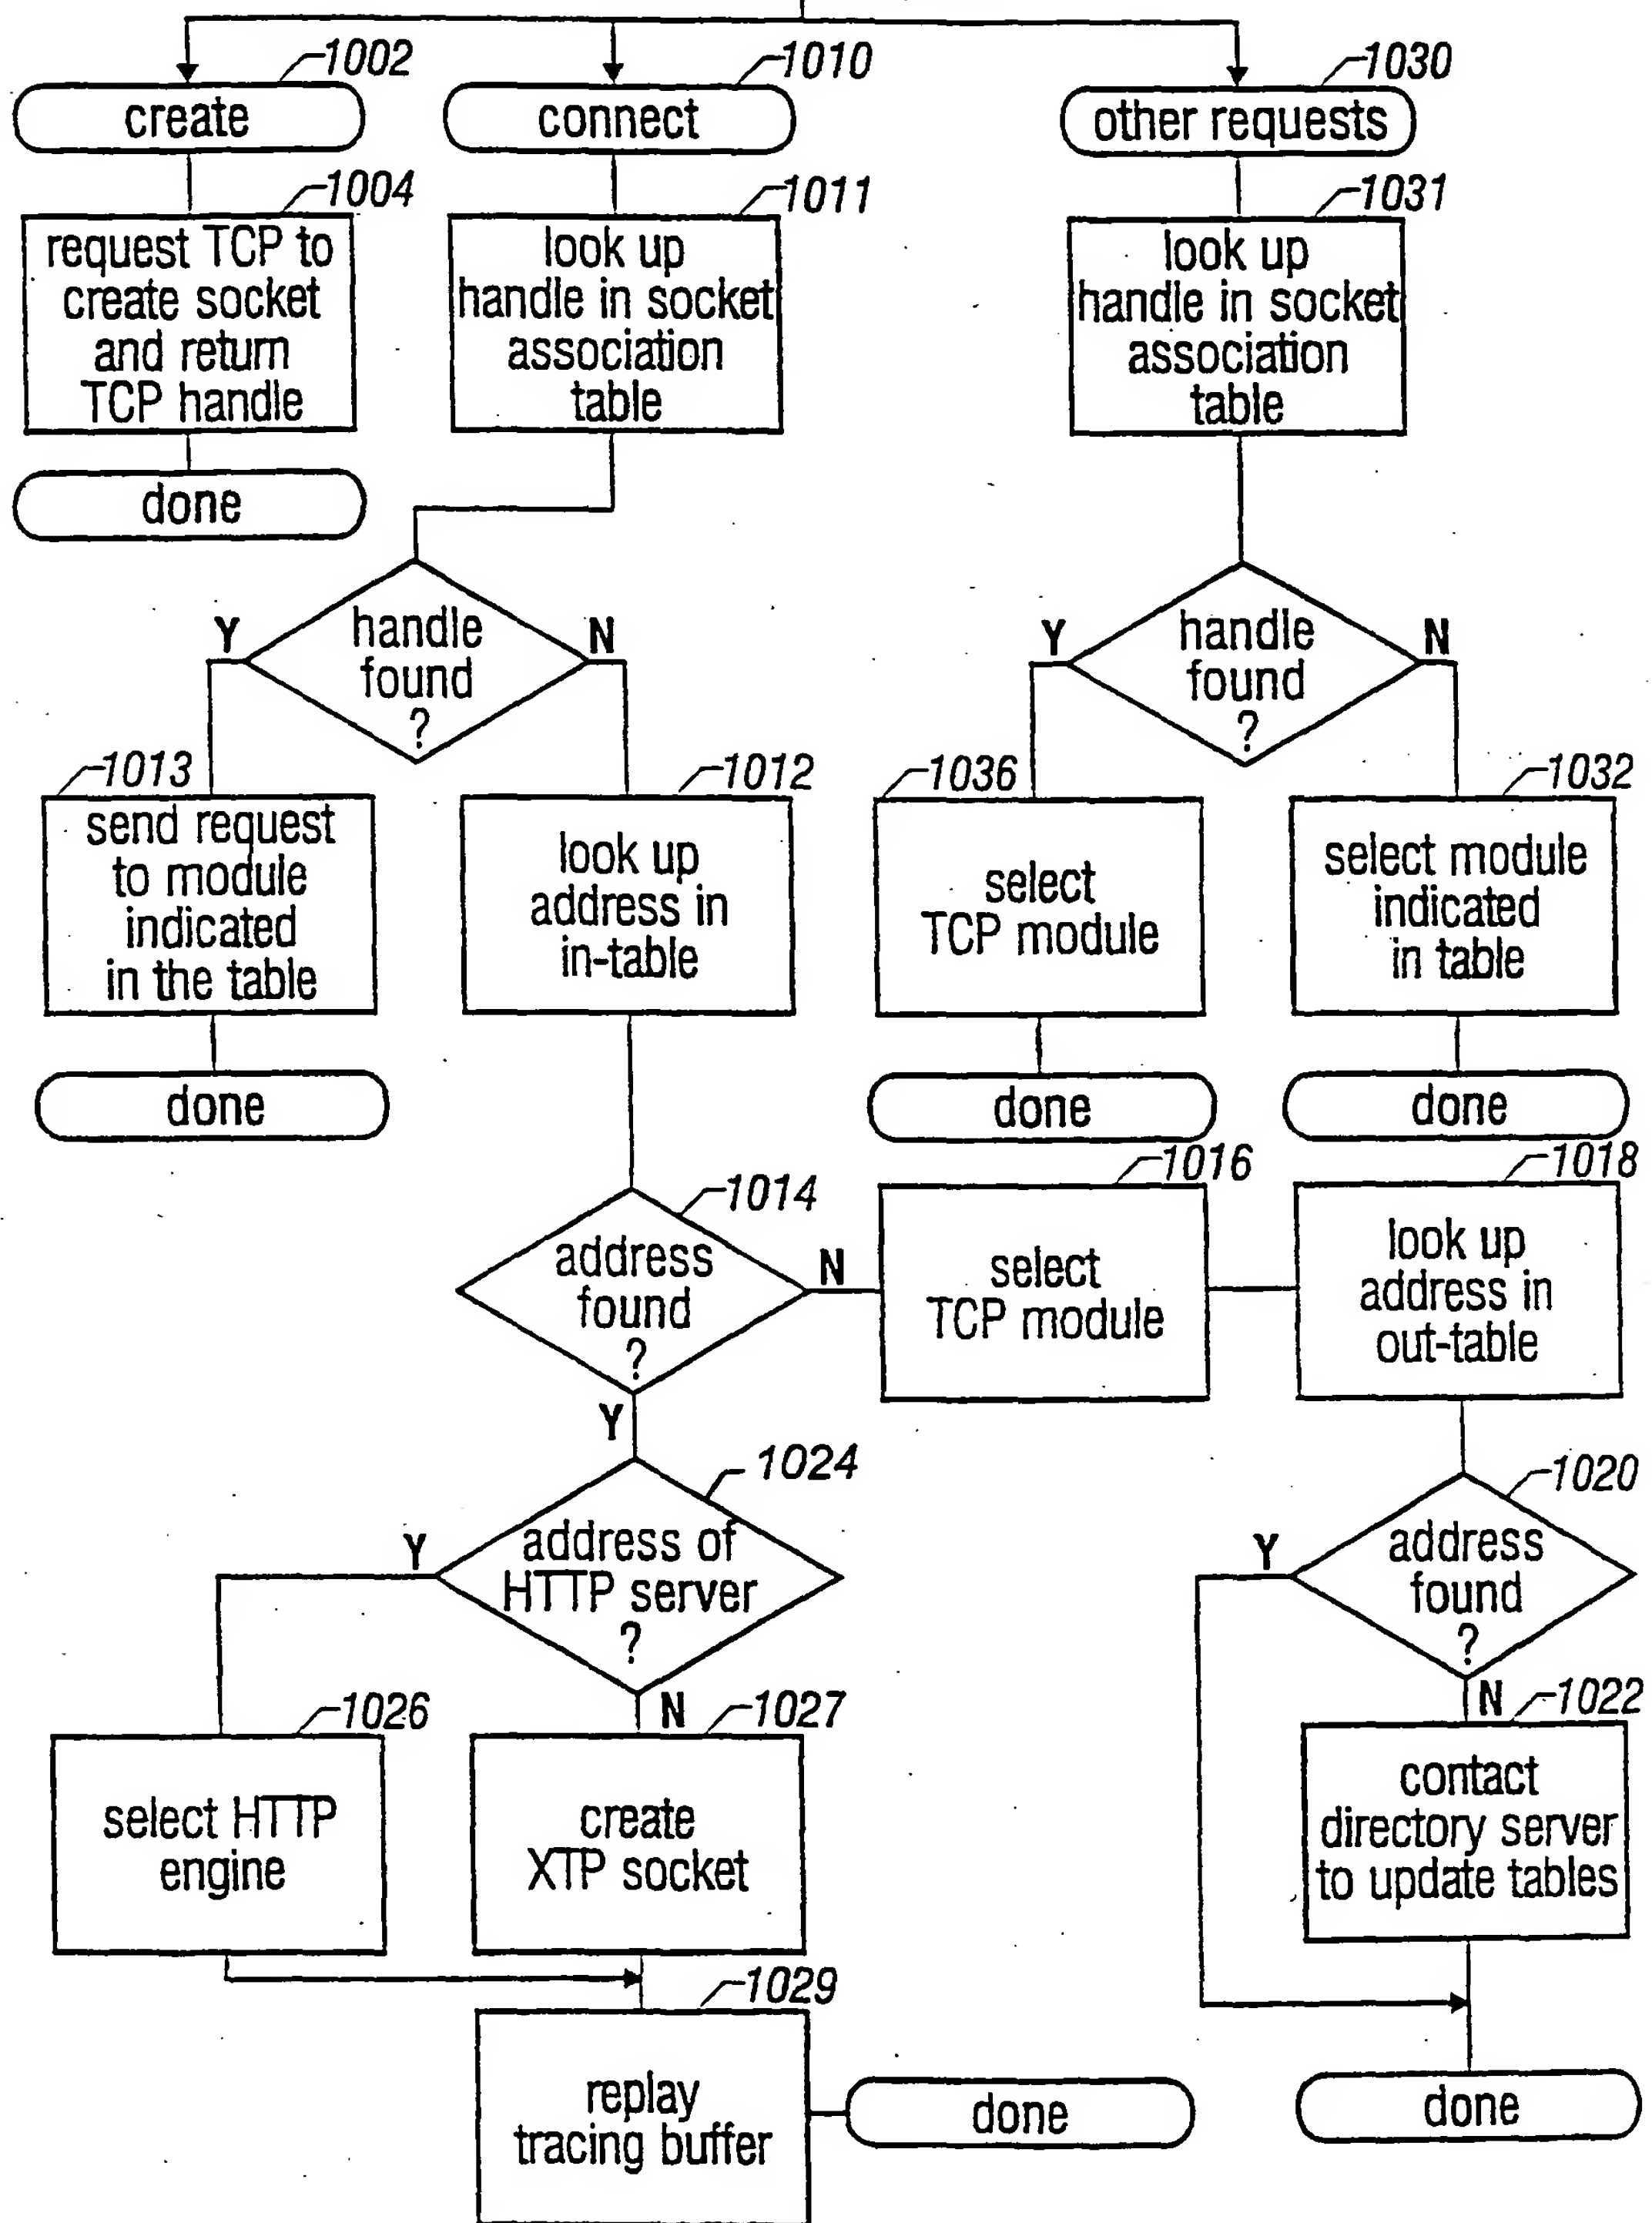 1002
create
1004
request TCP to
create socket
and return
TCP handle
done
1010
connect
1011
look up
handle in socket
association
table
handle
found
?
Y
N
1013
send request
to module
indicated
in the table
done
1012
look up
address in
in-table
1014
address
found
?
N
Y
1016
select
TCP module
1018
look up
address in
out-table
1020
address
found
?
Y
N
1022
contact
directory server
to update tables
done
1024
address of
HTTP server
?
Y
N
1026
select HTTP
engine
1027
create
XTP socket
1029
replay
tracing buffer
done
1030
other requests
1031
look up
handle in socket
association
table
handle
found
?
Y
N
1036
select
TCP module
done
1032
select module
indicated
in table
done